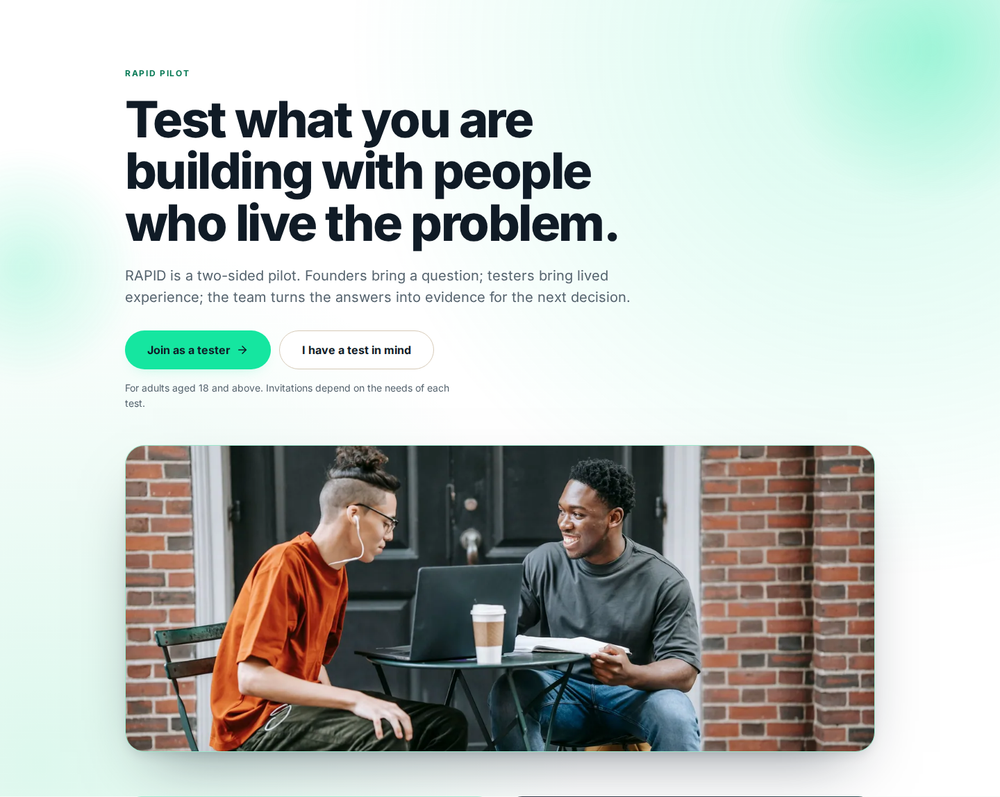 RAPID PILOT
Test what you are
building with people
who live the problem.
RAPID is a two-sided pilot. Founders bring a question; testers bring lived
experience; the team turns the answers into evidence for the next decision.
Join as a tester →
I have a test in mind
For adults aged 18 and above. Invitations depend on the needs of each
test.